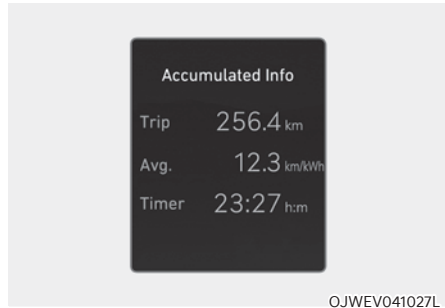 Accumulated Info
Trip 256.4 km
Avg. 12.3 km/kWh
Timer 23:27 h:m
OJWEV041027L